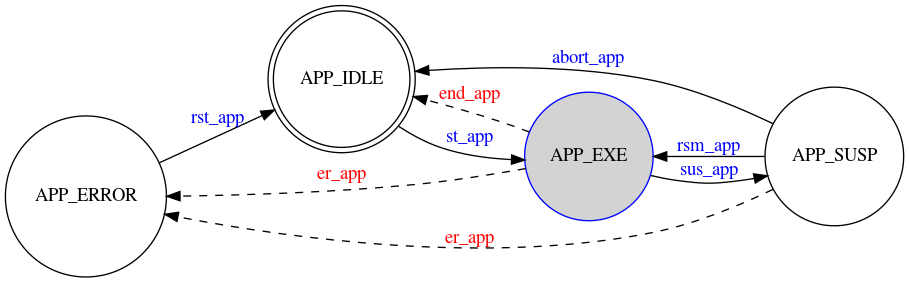 abort_app
APP_IDLE
end_app
rst_app
st_app
rsm_app
APP_EXE
APP_SUSP
sus_app
er_app
APP_ERROR
er_app